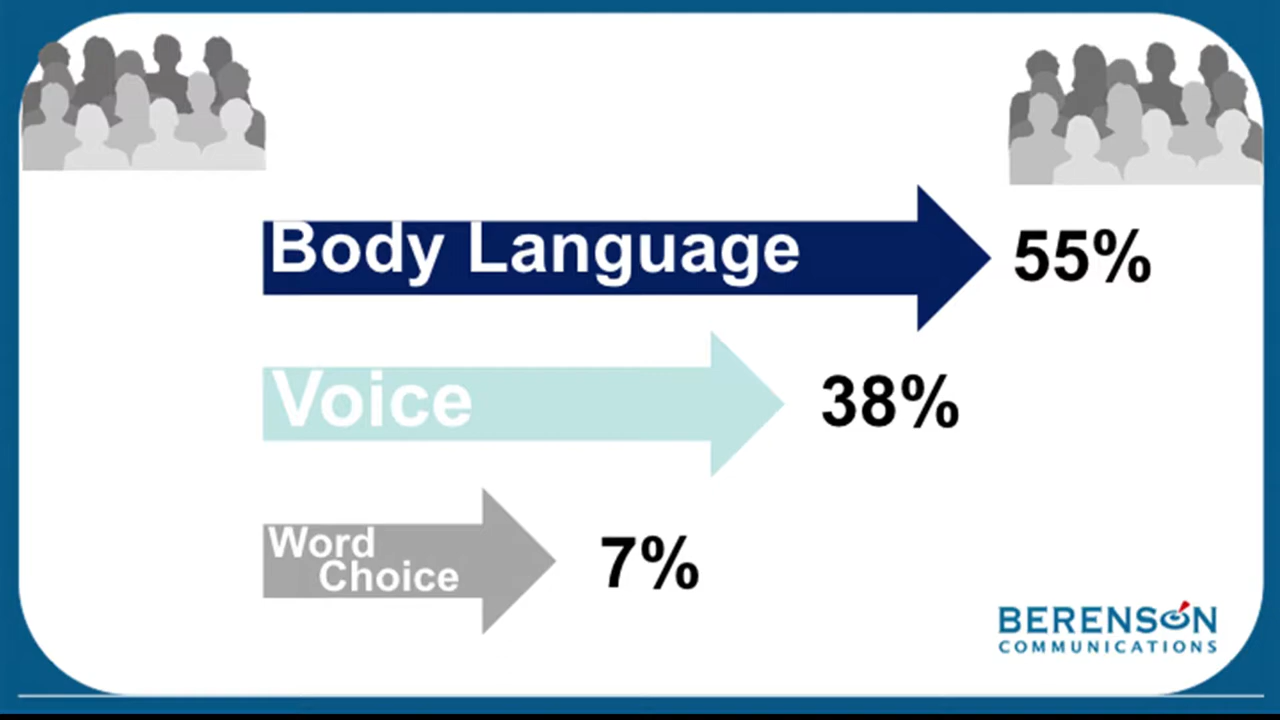 Body Language 55%
Voice 38%
Word
Choice
7%
BERENSON
COMMUNICATIONS